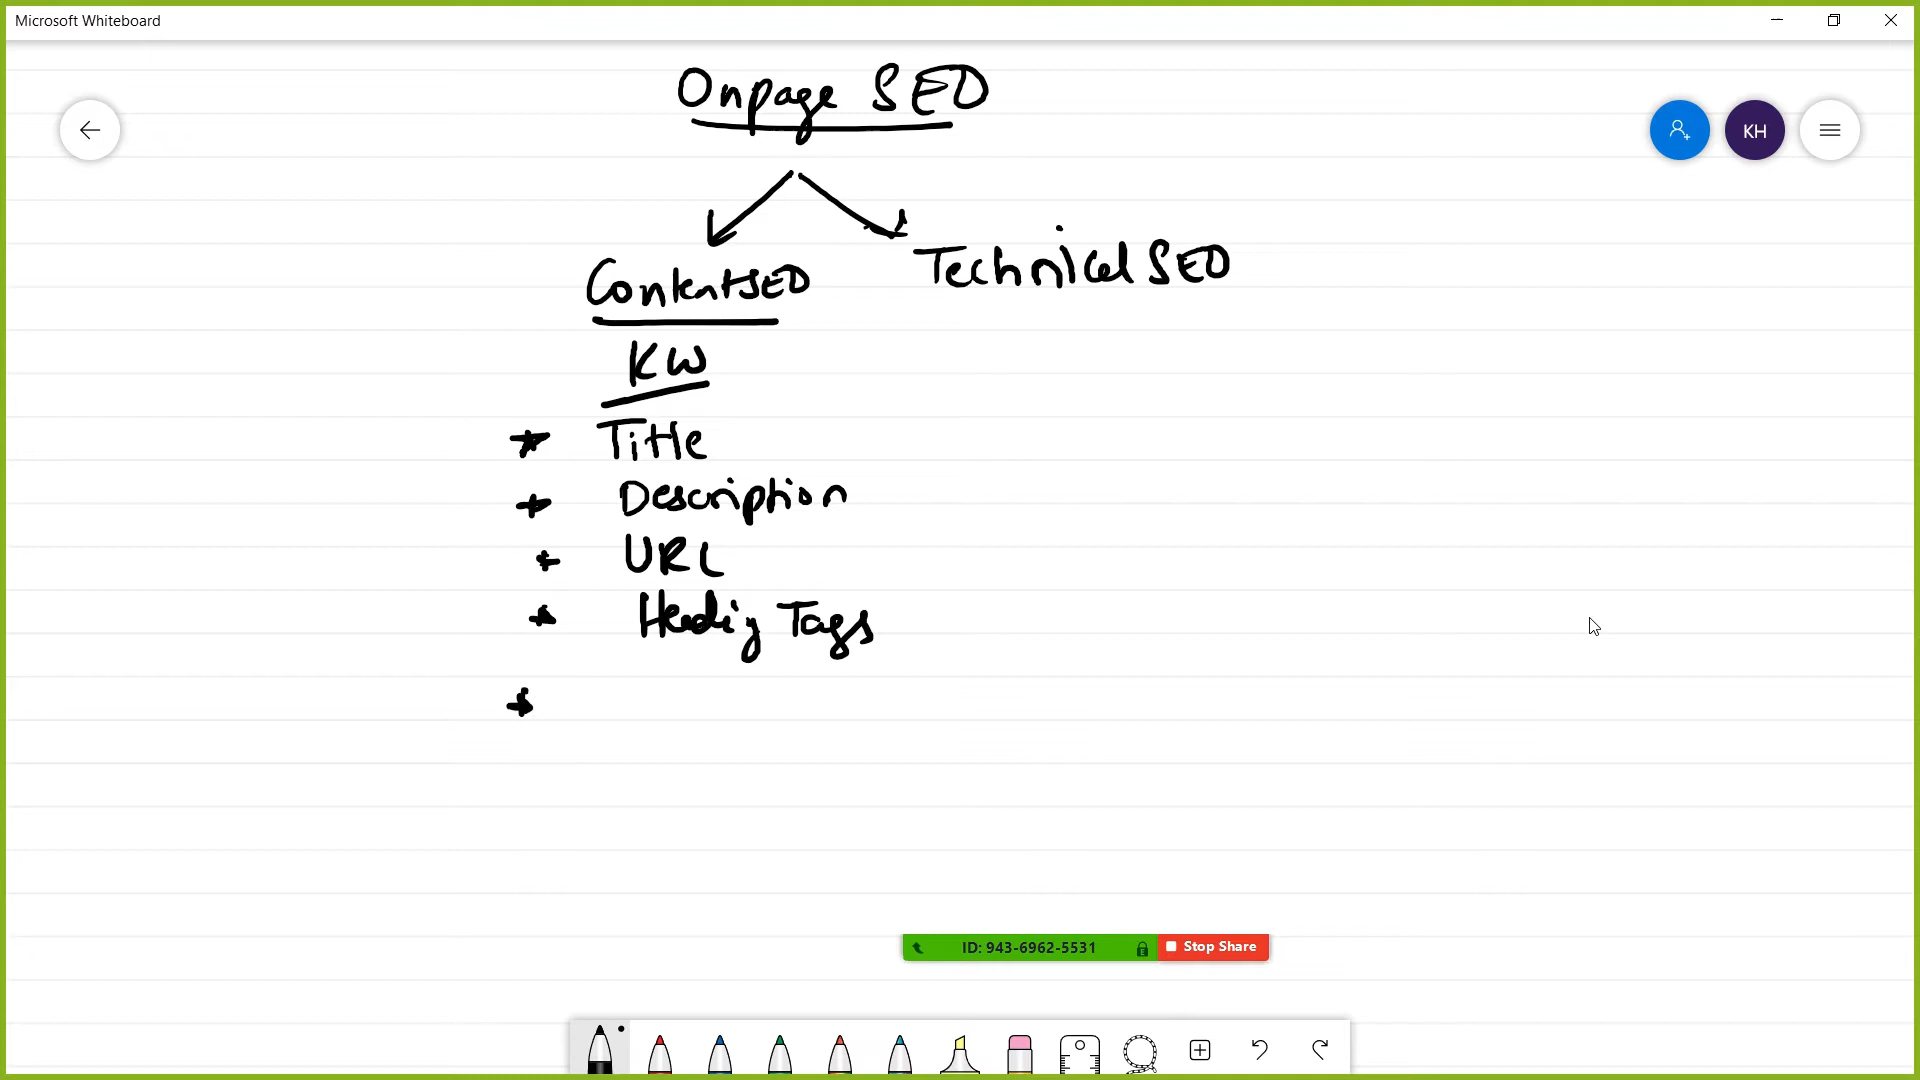 Microsoft Whiteboard
Onpage SEO
KH
Content SEO
Technical SEO
KW
* Title
* Description
* URL
* Heading Tags
*
ID: 943-6962-5531 Stop Share